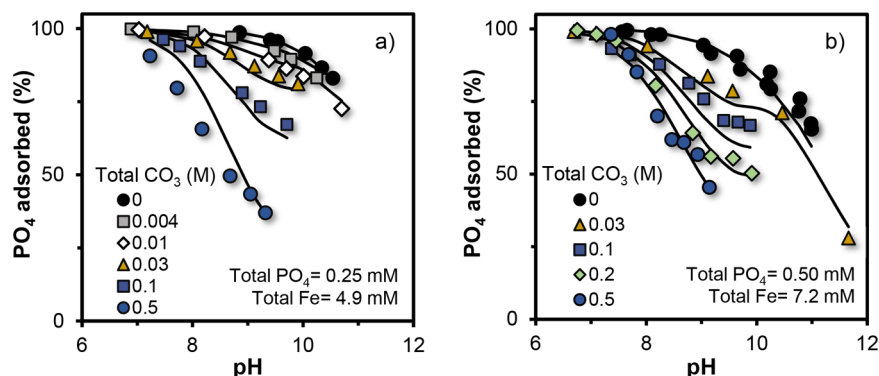 a)
PO₄ adsorbed (%)
100
50
0
Total CO₃ (M)
0
0.004
0.01
0.03
0.1
0.5
Total PO₄= 0.25 mM
Total Fe= 4.9 mM
6
8
10
12
pH
b)
PO₄ adsorbed (%)
100
50
0
Total CO₃ (M)
0
0.03
0.1
0.2
0.5
Total PO₄= 0.50 mM
Total Fe= 7.2 mM
6
8
10
12
pH